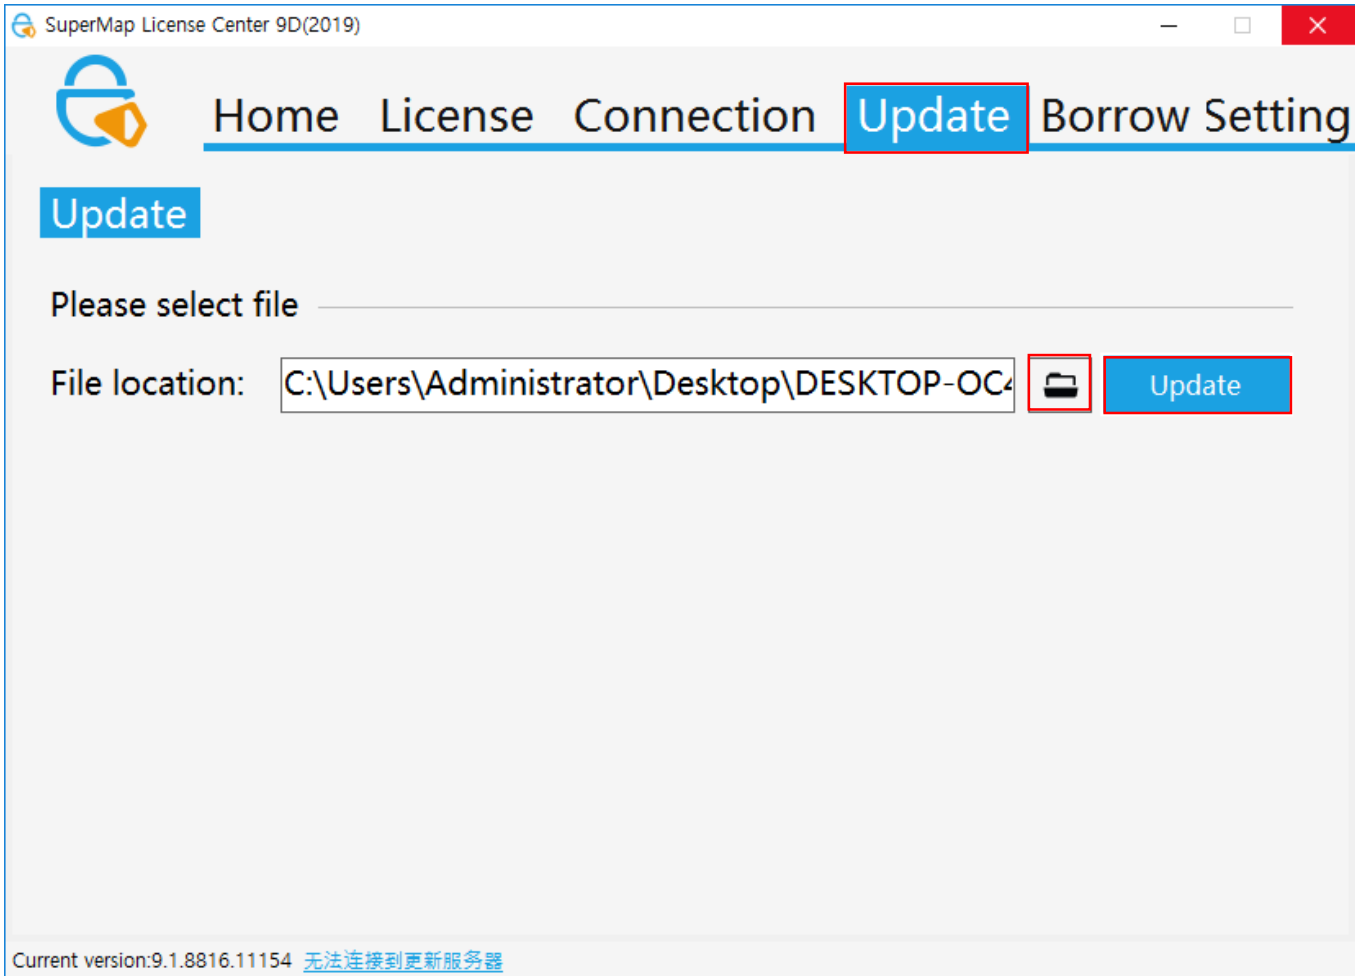 SuperMap License Center 9D(2019)
Home License Connection Update Borrow Setting
Update
Please select file
File location: C:\Users\Administrator\Desktop\DESKTOP-OC4 Update
Current version:9.1.8816.11154 无法连接到更新服务器